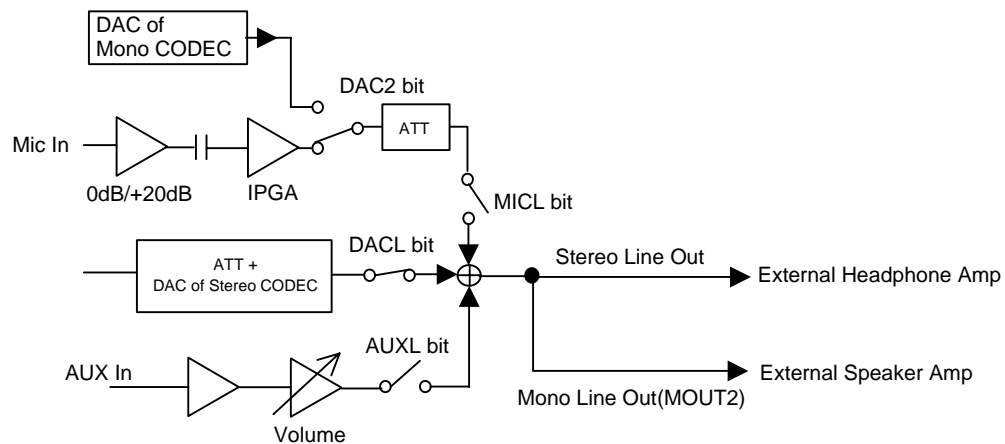 DAC of
Mono CODEC
DAC2 bit
Mic In
ATT
0dB/+20dB
IPGA
MICL bit
DACL bit
ATT +
DAC of Stereo CODEC
Stereo Line Out
External Headphone Amp
AUX In
AUXL bit
External Speaker Amp
Mono Line Out(MOUT2)
Volume